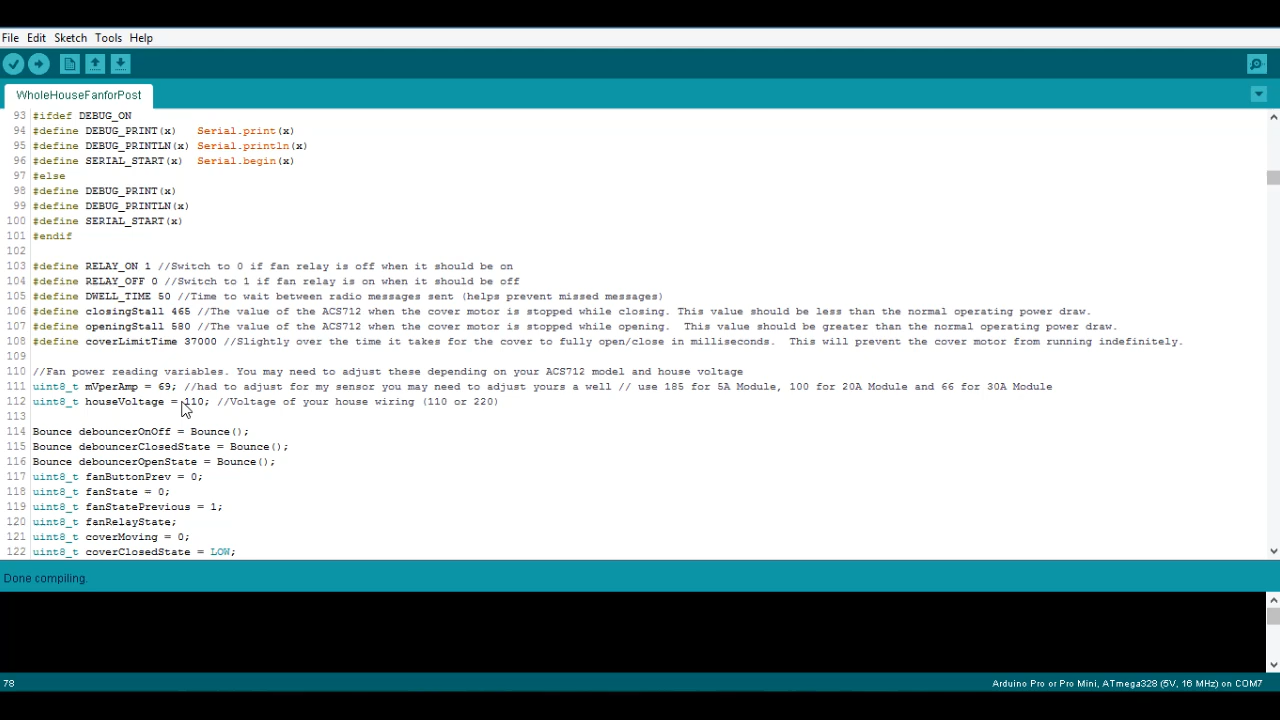 File Edit Sketch Tools Help
WholeHouseFanforPost
93 #ifdef DEBUG_ON
94 #define DEBUG_PRINT(x) Serial.print(x)
95 #define DEBUG_PRINTLN(x) Serial.println(x)
96 #define SERIAL_START(x) Serial.begin(x)
97 #else
98 #define DEBUG_PRINT(x)
99 #define DEBUG_PRINTLN(x)
100 #define SERIAL_START(x)
101 #endif
102
103 #define RELAY_ON 1 //Switch to 0 if fan relay is off when it should be on
104 #define RELAY_OFF 0 //Switch to 1 if fan relay is on when it should be off
105 #define DWELL_TIME 50 //Time to wait between radio messages sent (helps prevent missed messages)
106 #define closingStall 465 //The value of the ACS712 when the cover motor is stopped while closing. This value should be less than the normal operating power draw.
107 #define openingStall 580 //The value of the ACS712 when the cover motor is stopped while opening.  This value should be greater than the normal operating power draw.
108 #define coverLimitTime 37000 //Slightly over the time it takes for the cover to fully open/close in milliseconds.  This will prevent the cover motor from running indefinitely.
109
110 //Fan power reading variables. You may need to adjust these depending on your ACS712 model and house voltage
111 uint8_t mVperAmp = 69; //had to adjust for my sensor you may need to adjust yours a well // use 185 for 5A Module, 100 for 20A Module and 66 for 30A Module
112 uint8_t houseVoltage = 110; //Voltage of your house wiring (110 or 220)
113
114 Bounce debouncerOnOff = Bounce();
115 Bounce debouncerClosedState = Bounce();
116 Bounce debouncerOpenState = Bounce();
117 uint8_t fanButtonPrev = 0;
118 uint8_t fanState = 0;
119 uint8_t fanStatePrevious = 1;
120 uint8_t fanRelayState;
121 uint8_t coverMoving = 0;
122 uint8_t coverClosedState = LOW;
Done compiling.
78 Arduino Pro or Pro Mini, ATmega328 (5V, 16 MHz) on COM7